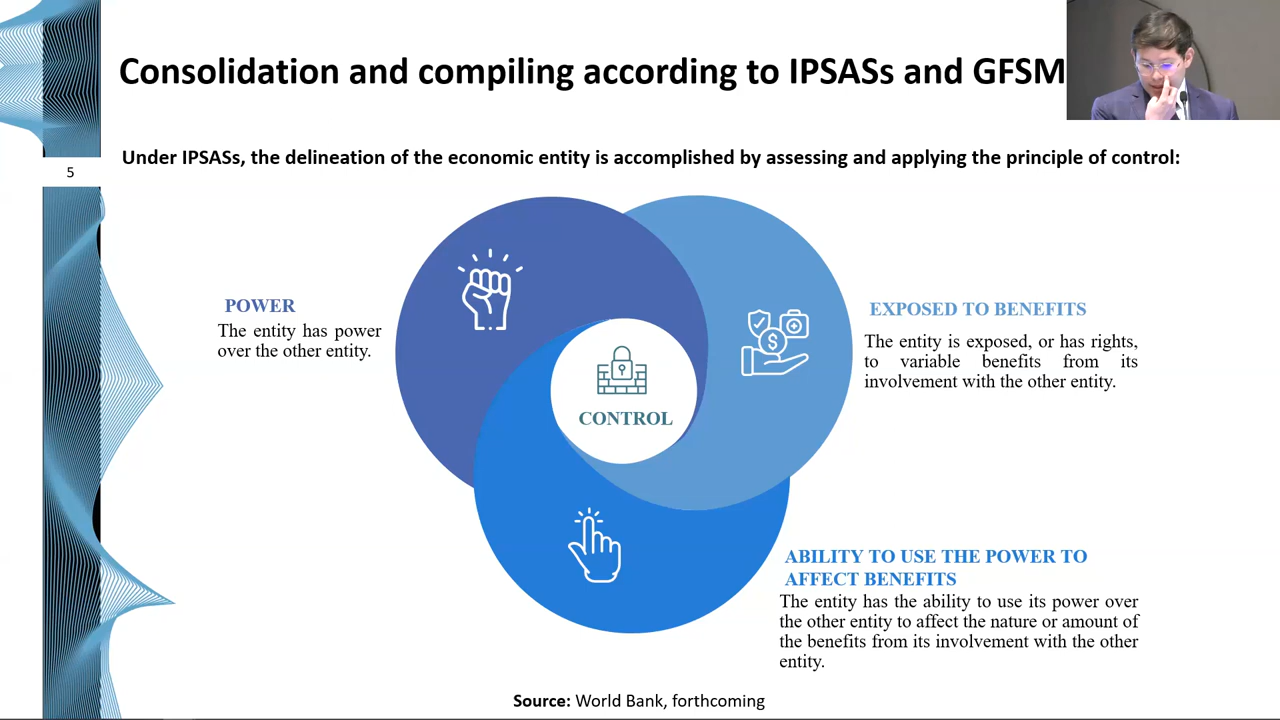 Consolidation and compiling according to IPSASs and GFSM
Under IPSASs, the delineation of the economic entity is accomplished by assessing and applying the principle of control:
5
POWER
The entity has power
over the other entity.
EXPOSED TO BENEFITS
The entity is exposed, or has rights,
to variable benefits from its
involvement with the other entity.
CONTROL
ABILITY TO USE THE POWER TO
AFFECT BENEFITS
The entity has the ability to use its power over
the other entity to affect the nature or amount of
the benefits from its involvement with the other
entity.
Source: World Bank, forthcoming